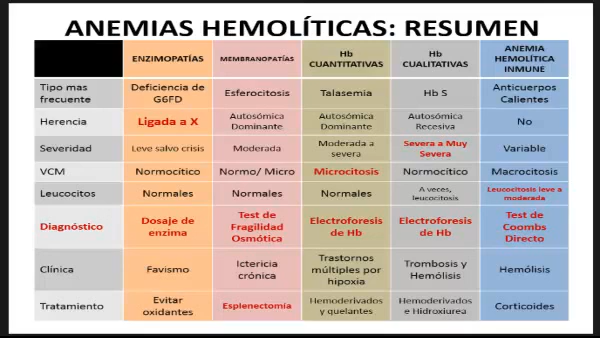 ANEMIAS HEMOLÍTICAS: RESUMEN
ENZIMOPATÍAS MEMBRANOPATÍAS Hb CUANTITATIVAS Hb CUALITATIVAS ANEMIA HEMOLÍTICA INMUNE
Tipo mas frecuente Deficiencia de G6FD Esferocitosis Talasemia Hb S Anticuerpos Calientes
Herencia Ligada a X Autosómica Dominante Autosómica Dominante Autosómica Recesiva No
Severidad Leve salvo crisis Moderada Moderada a severa Severa a Muy Severa Variable
VCM Normocítico Normo/ Micro Microcitosis Normocítico Macrocitosis
Leucocitos Normales Normales Normales A veces, leucocitosis Leucocitosis leve a moderada
Diagnóstico Dosaje de enzima Test de Fragilidad Osmótica Electroforesis de Hb Electroforesis de Hb Test de Coombs Directo
Clínica Favismo Ictericia crónica Trastornos múltiples por hipoxia Trombosis y Hemólisis Hemólisis
Tratamiento Evitar oxidantes Esplenectomía Hemoderivados y quelantes Hemoderivados e Hidroxiurea Corticoides